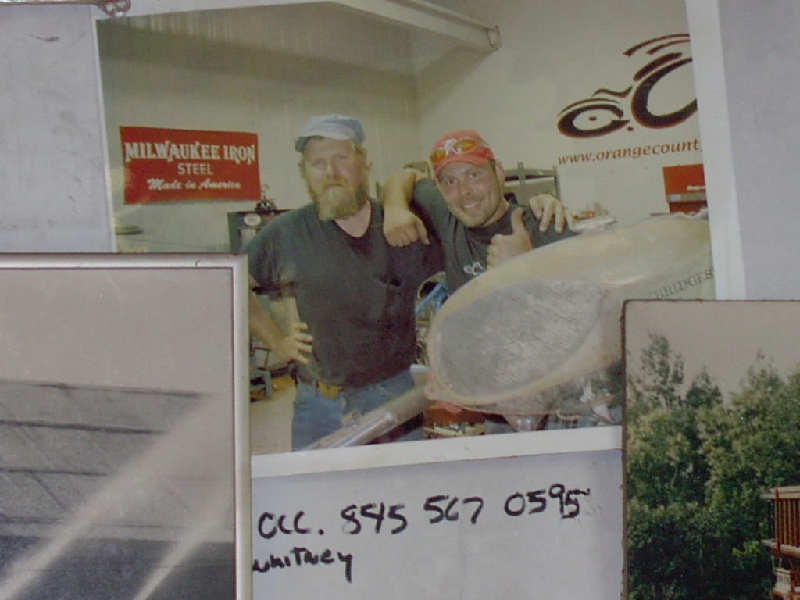 MILWAUKEE IRON
STEEL
Made in America
www.orangecount
OCC. 845 567 0595
Whitney